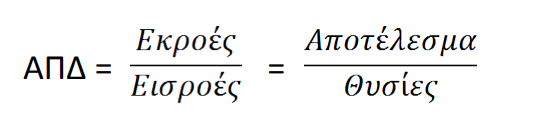 ΑΠΔ = Εκροές / Εισροές = Αποτέλεσμα / Θυσίες